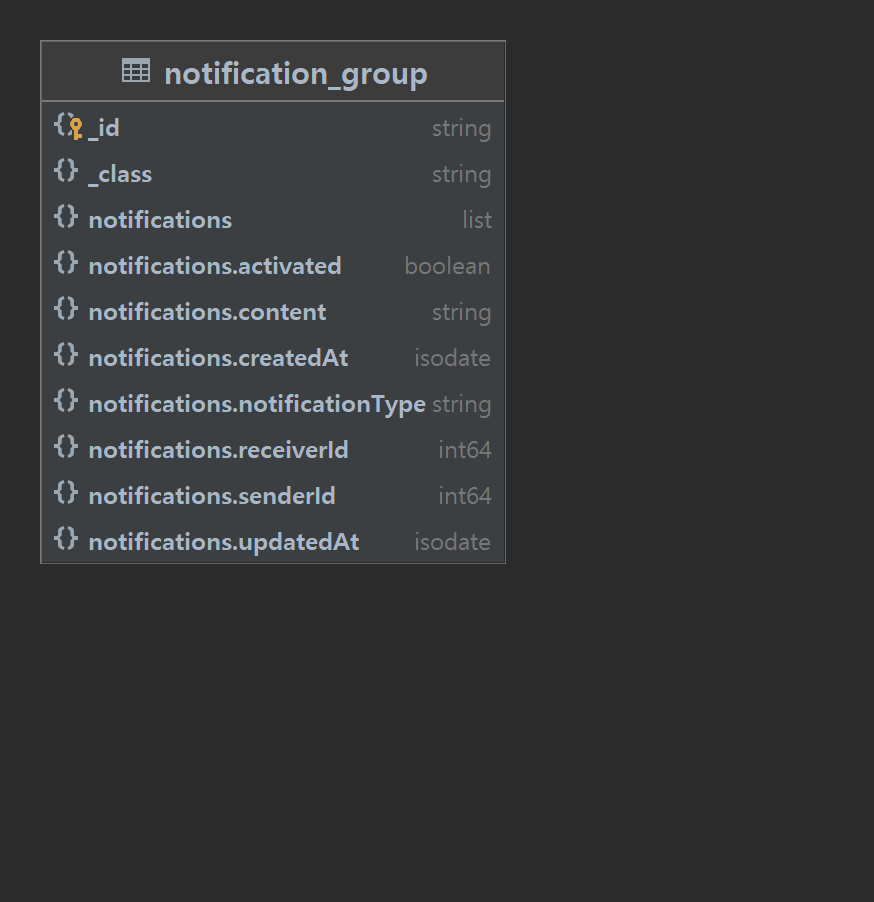 notification_group
_id string
_class string
notifications list
notifications.activated boolean
notifications.content string
notifications.createdAt isodate
notifications.notificationType string
notifications.receiverId int64
notifications.senderId int64
notifications.updatedAt isodate